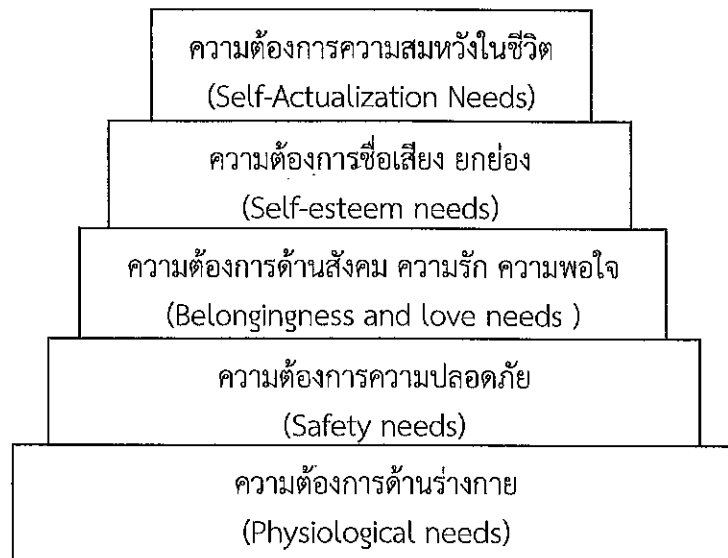 ความต้องการความสมหวังในชีวิต
(Self-Actualization Needs)
ความต้องการชื่อเสียง ยกย่อง
(Self-esteem needs)
ความต้องการด้านสังคม ความรัก ความพอใจ
(Belongingness and love needs )
ความต้องการความปลอดภัย
(Safety needs)
ความต้องการด้านร่างกาย
(Physiological needs)